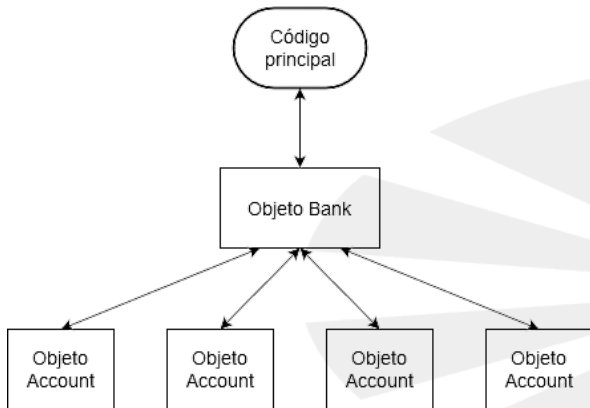 Código
principal
Objeto Bank
Objeto
Account
Objeto
Account
Objeto
Account
Objeto
Account